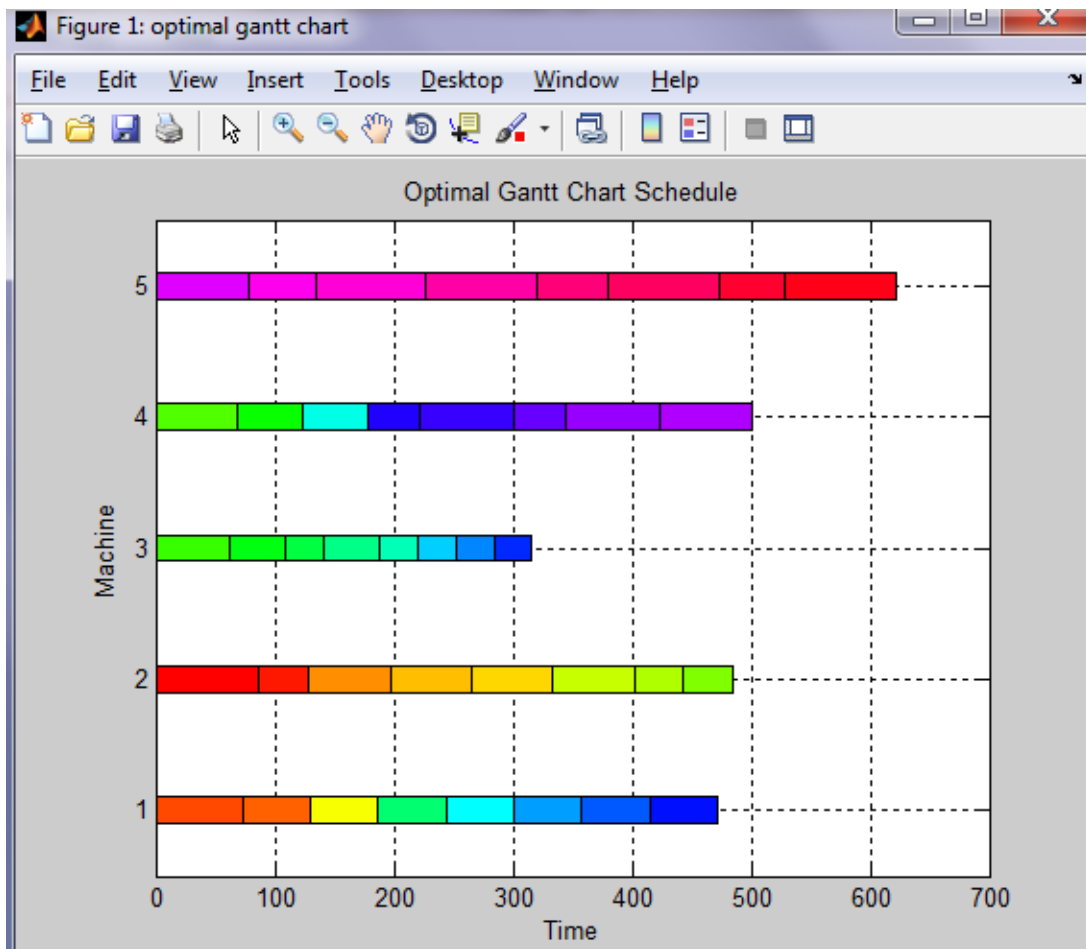 Figure 1: optimal gantt chart
File Edit View Insert Tools Desktop Window Help
Optimal Gantt Chart Schedule
5
4
3
2
1
Machine
0 100 200 300 400 500 600 700
Time